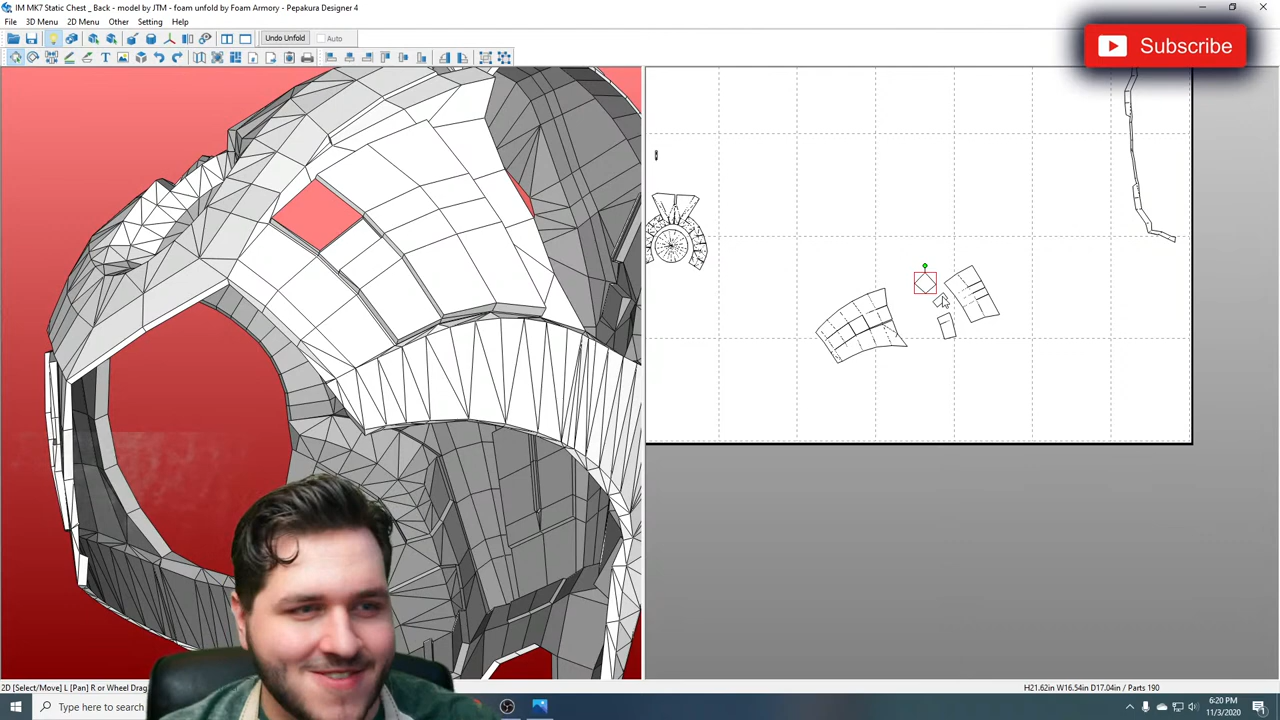 IM MK7 Static Chest _ Back - model by JTM - foam unfold by Foam Armory - Pepakura Designer 4
File 3D Menu 2D Menu Other Setting Help
Undo Unfold Auto
Subscribe
2D [Select/Move] L [Pan] R or Wheel Drag
H21.62in W16.54in D17.04in / Parts 190
Type here to search
6:20 PM
11/3/2020